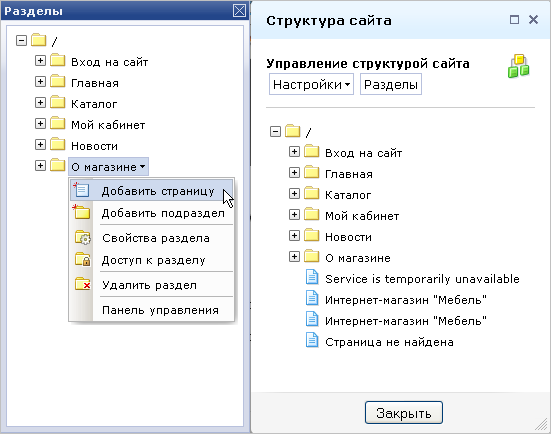 Разделы
/
Вход на сайт
Главная
Каталог
Мой кабинет
Новости
О магазине
Добавить страницу
Добавить подраздел
Свойства раздела
Доступ к разделу
Удалить раздел
Панель управления
Структура сайта
Управление структурой сайта
Настройки Разделы
/
Вход на сайт
Главная
Каталог
Мой кабинет
Новости
О магазине
Service is temporarily unavailable
Интернет-магазин "Мебель"
Интернет-магазин "Мебель"
Страница не найдена
Закрыть